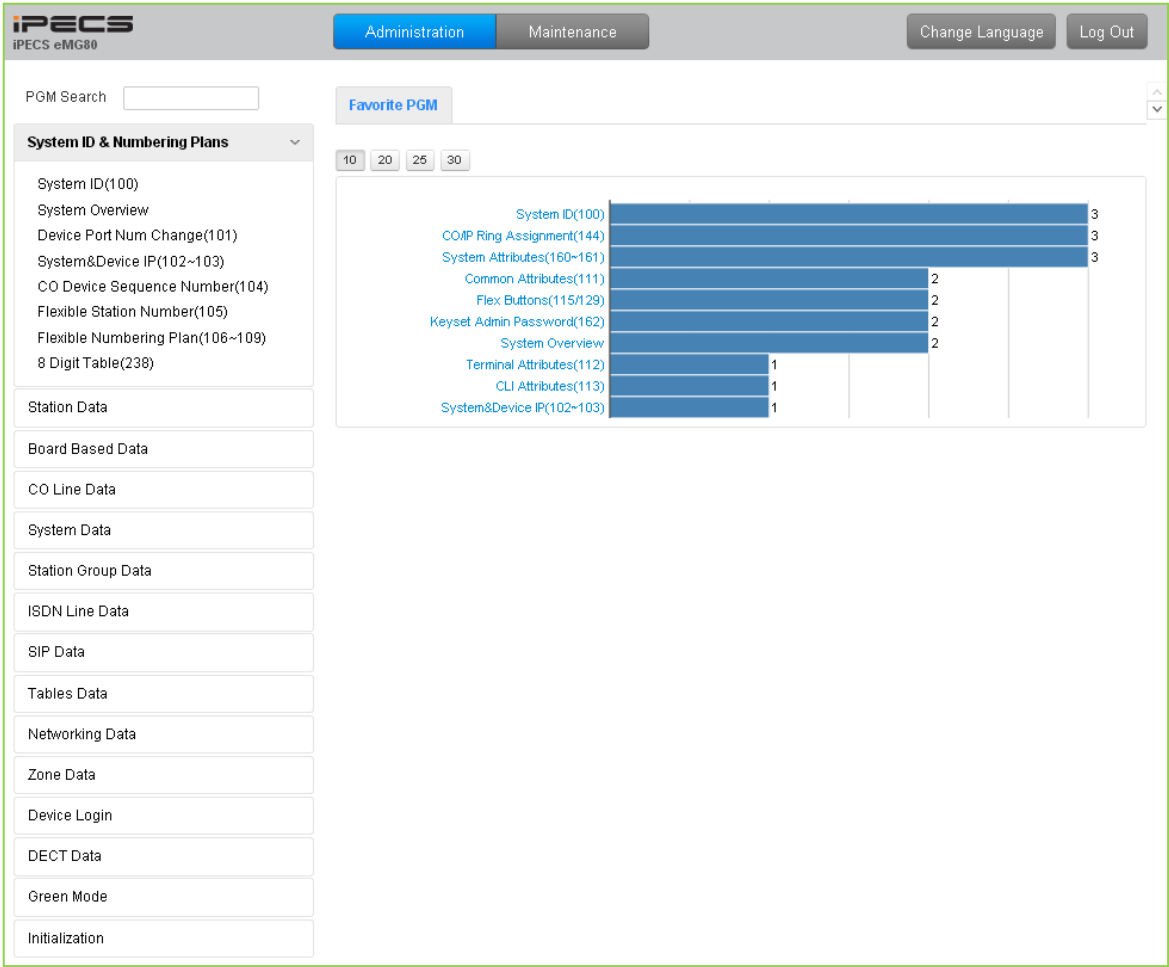 iPECS
iPECS eMG80
Administration
Maintenance
Change Language
Log Out
PGM Search
System ID & Numbering Plans
System ID(100)
System Overview
Device Port Num Change(101)
System&Device IP(102~103)
CO Device Sequence Number(104)
Flexible Station Number(105)
Flexible Numbering Plan(106~109)
8 Digit Table(238)
Station Data
Board Based Data
CO Line Data
System Data
Station Group Data
ISDN Line Data
SIP Data
Tables Data
Networking Data
Zone Data
Device Login
DECT Data
Green Mode
Initialization
Favorite PGM
10 20 25 30
System ID(100) 3
CO/IP Ring Assignment(144) 3
System Attributes(160~161) 3
Common Attributes(111) 2
Flex Buttons(115/129) 2
Keyset Admin Password(162) 2
System Overview 2
Terminal Attributes(112) 1
CLI Attributes(113) 1
System&Device IP(102~103) 1